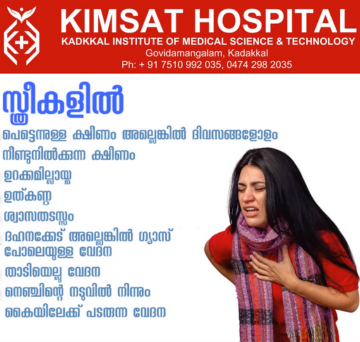 KIMSAT HOSPITAL
KADKKAL INSTITUTE OF MEDICAL SCIENCE & TECHNOLOGY
Govidamangalam, Kadakkal
Ph: + 91 7510 992 035, 0474 298 2035
സ്ത്രീകളിൽ
പെട്ടെന്നുള്ള ക്ഷീണം അല്ലെങ്കിൽ ദിവസങ്ങളോളം
നീണ്ടുനിൽക്കുന്ന ക്ഷീണം
ഉറക്കമില്ലായ്മ
ഉത്കണ്ഠ
ശ്വാസതടസ്സം
ദഹനക്കേട് അല്ലെങ്കിൽ ഗ്യാസ്
പോലെയുള്ള വേദന
താടിയെല്ല് വേദന
നെഞ്ചിന്റെ നടുവിൽ നിന്നും
കൈയിലേക്ക് പടരുന്ന വേദന